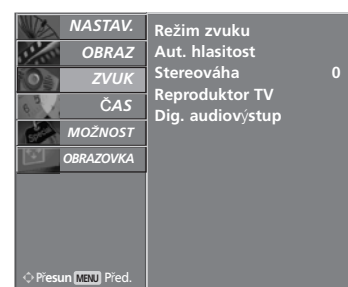 NASTAV.
OBRAZ
ZVUK
ČAS
MOŽNOST
OBRAZOVKA
Přesun MENU Před.
Režim zvuku
Aut. hlasitost
Stereováha 0
Reproduktor TV
Dig. audiovýstup